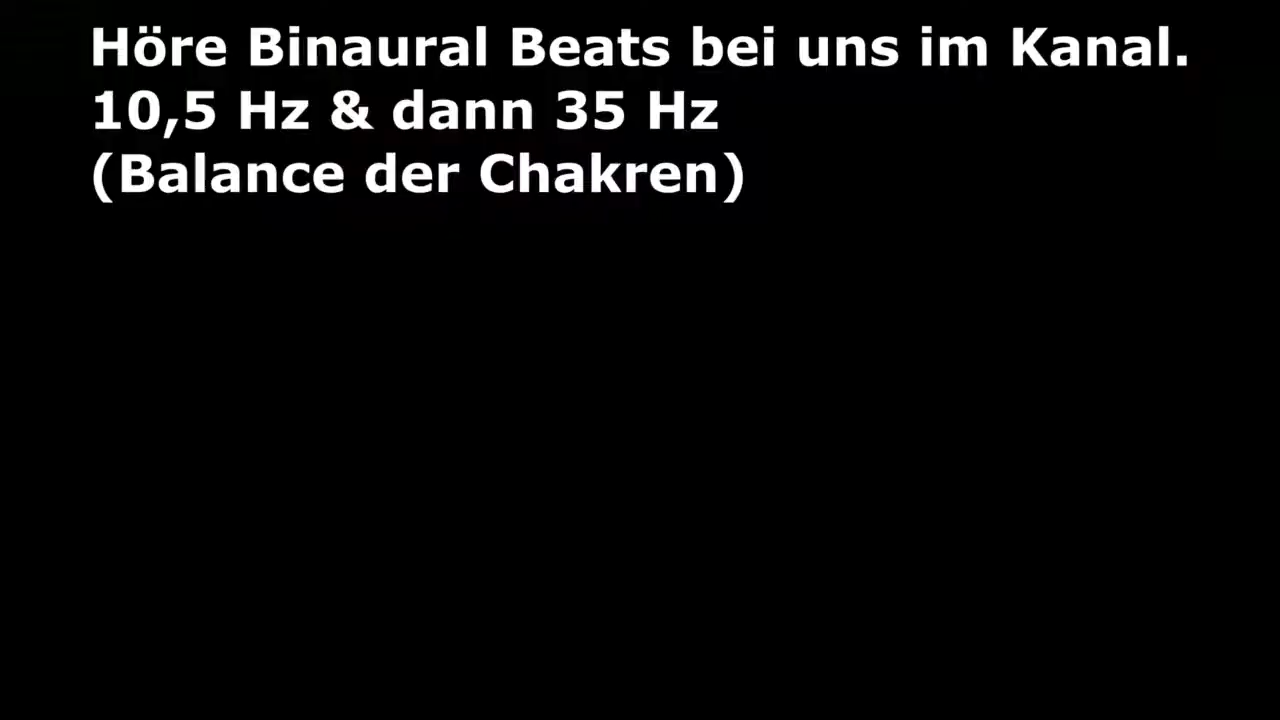 Höre Binaural Beats bei uns im Kanal.
10,5 Hz & dann 35 Hz
(Balance der Chakren)